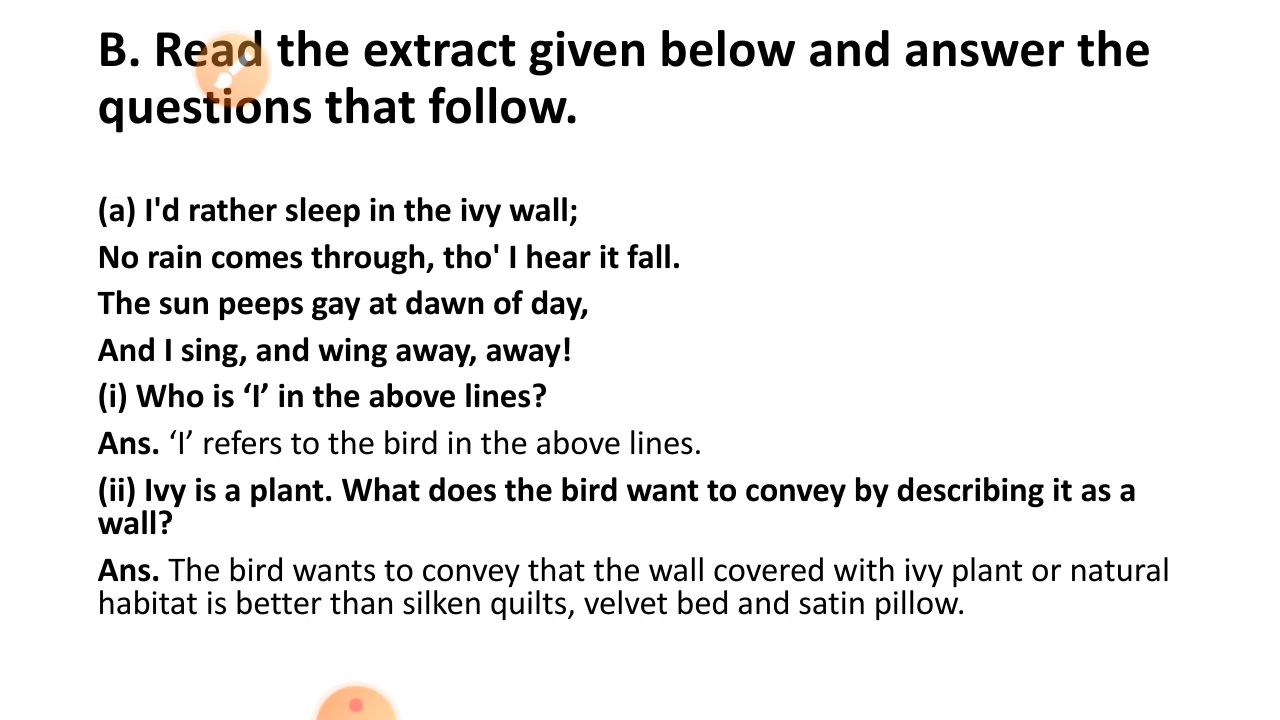 B. Read the extract given below and answer the
questions that follow.
(a) I'd rather sleep in the ivy wall;
No rain comes through, tho' I hear it fall.
The sun peeps gay at dawn of day,
And I sing, and wing away, away!
(i) Who is ‘I’ in the above lines?
Ans. ‘I’ refers to the bird in the above lines.
(ii) Ivy is a plant. What does the bird want to convey by describing it as a
wall?
Ans. The bird wants to convey that the wall covered with ivy plant or natural
habitat is better than silken quilts, velvet bed and satin pillow.